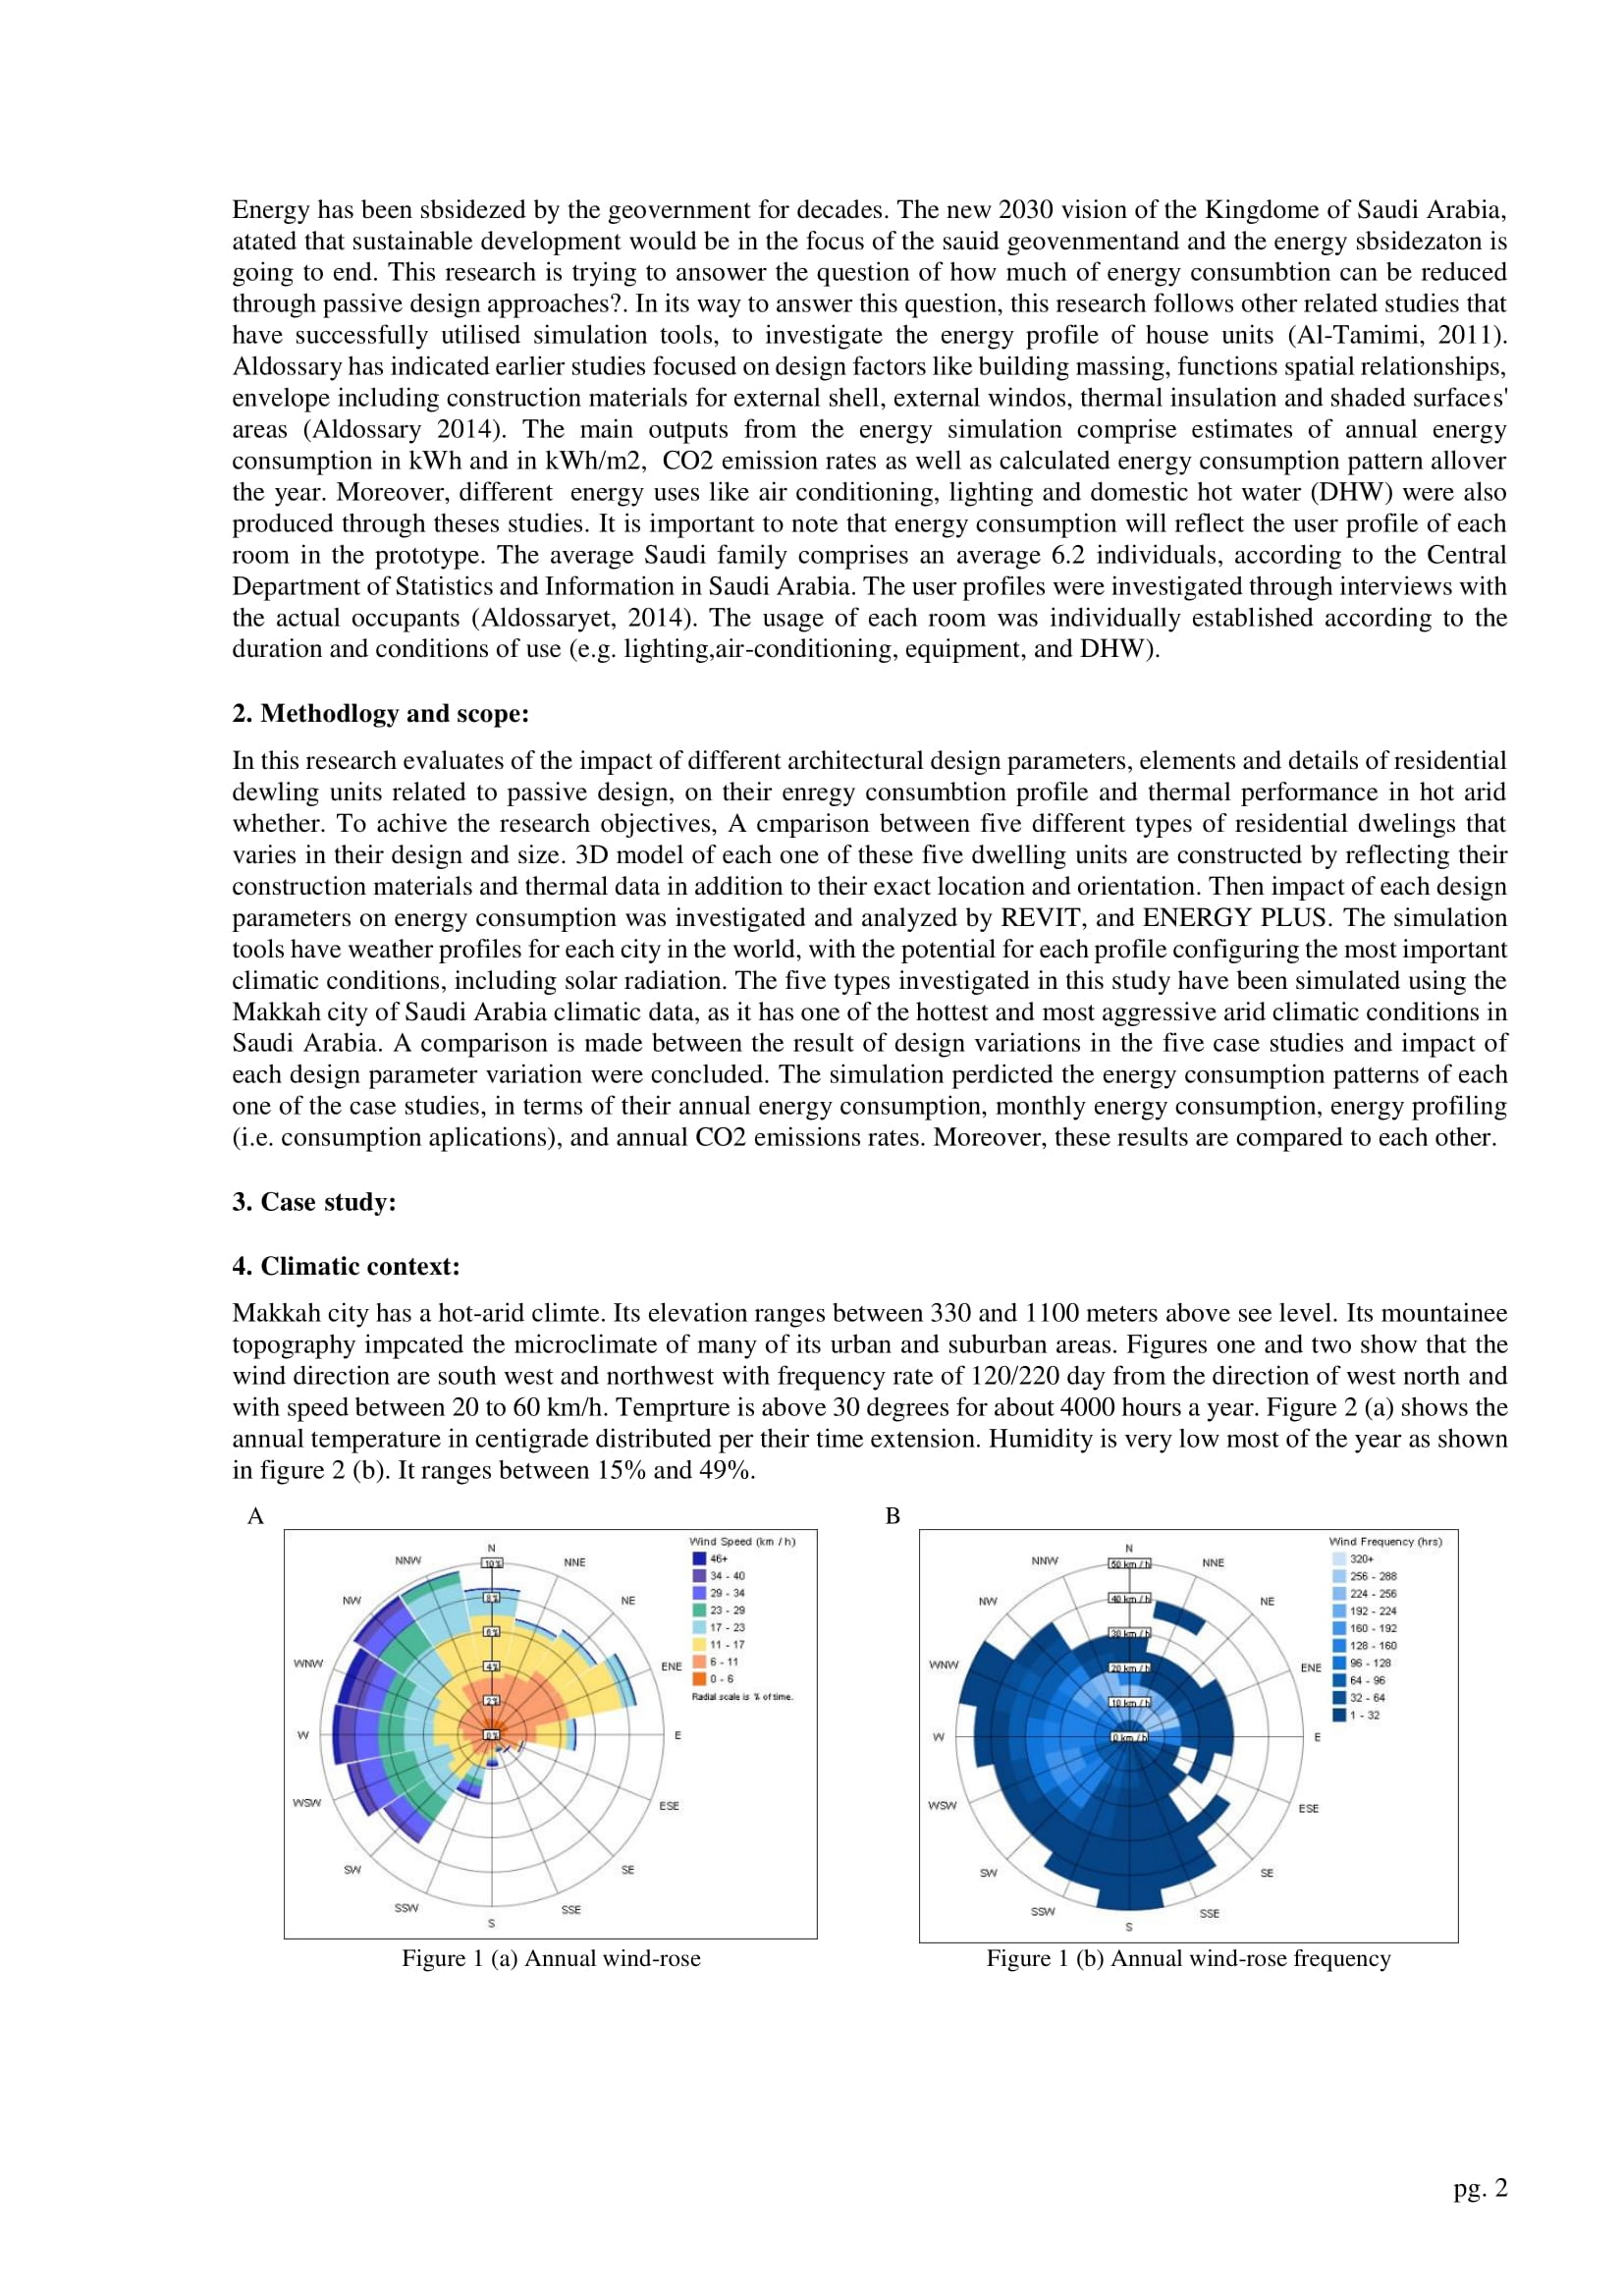 Energy has been sbsidezed by the geovernment for decades. The new 2030 vision of the Kingdome of Saudi Arabia,
atated that sustainable development would be in the focus of the sauid geovenmentand and the energy sbsidezaton is
going to end. This research is trying to ansower the question of how much of energy consumbtion can be reduced
through passive design approaches?. In its way to answer this question, this research follows other related studies that
have successfully utilised simulation tools, to investigate the energy profile of house units (Al-Tamimi, 2011).
Aldossary has indicated earlier studies focused on design factors like building massing, functions spatial relationships,
envelope including construction materials for external shell, external windos, thermal insulation and shaded surfaces'
areas (Aldossary 2014). The main outputs from the energy simulation comprise estimates of annual energy
consumption in kWh and in kWh/m2, CO2 emission rates as well as calculated energy consumption pattern allover
the year. Moreover, different energy uses like air conditioning, lighting and domestic hot water (DHW) were also
produced through theses studies. It is important to note that energy consumption will reflect the user profile of each
room in the prototype. The average Saudi family comprises an average 6.2 individuals, according to the Central
Department of Statistics and Information in Saudi Arabia. The user profiles were investigated through interviews with
the actual occupants (Aldossaryet, 2014). The usage of each room was individually established according to the
duration and conditions of use (e.g. lighting,air-conditioning, equipment, and DHW).
2. Methodlogy and scope:
In this research evaluates of the impact of different architectural design parameters, elements and details of residential
dewling units related to passive design, on their enregy consumbtion profile and thermal performance in hot arid
whether. To achive the research objectives, A cmparison between five different types of residential dwelings that
varies in their design and size. 3D model of each one of these five dwelling units are constructed by reflecting their
construction materials and thermal data in addition to their exact location and orientation. Then impact of each design
parameters on energy consumption was investigated and analyzed by REVIT, and ENERGY PLUS. The simulation
tools have weather profiles for each city in the world, with the potential for each profile configuring the most important
climatic conditions, including solar radiation. The five types investigated in this study have been simulated using the
Makkah city of Saudi Arabia climatic data, as it has one of the hottest and most aggressive arid climatic conditions in
Saudi Arabia. A comparison is made between the result of design variations in the five case studies and impact of
each design parameter variation were concluded. The simulation perdicted the energy consumption patterns of each
one of the case studies, in terms of their annual energy consumption, monthly energy consumption, energy profiling
(i.e. consumption aplications), and annual CO2 emissions rates. Moreover, these results are compared to each other.
3. Case study:
4. Climatic context:
Makkah city has a hot-arid climte. Its elevation ranges between 330 and 1100 meters above see level. Its mountainee
topography impcated the microclimate of many of its urban and suburban areas. Figures one and two show that the
wind direction are south west and northwest with frequency rate of 120/220 day from the direction of west north and
with speed between 20 to 60 km/h. Temprture is above 30 degrees for about 4000 hours a year. Figure 2 (a) shows the
annual temperature in centigrade distributed per their time extension. Humidity is very low most of the year as shown
in figure 2 (b). It ranges between 15% and 49%.
A
Wind Speed (km / h)
46+
34 - 40
29 - 34
23 - 29
17 - 23
11 - 17
6 - 11
0 - 6
Radial scale is % of time.
N
NNE
NE
ENE
E
ESE
SE
SSE
S
SSW
SW
WSW
W
WNW
NW
NNW
10%
8%
6%
4%
2%
0%
Figure 1 (a) Annual wind-rose
B
Wind Frequency (hrs)
320+
256 - 288
224 - 256
192 - 224
160 - 192
128 - 160
96 - 128
64 - 96
32 - 64
1 - 32
N
NNE
NE
ENE
E
ESE
SE
SSE
S
SSW
SW
WSW
W
WNW
NW
NNW
50 km / h
40 km / h
30 km / h
20 km / h
10 km / h
0 km / h
Figure 1 (b) Annual wind-rose frequency
pg. 2